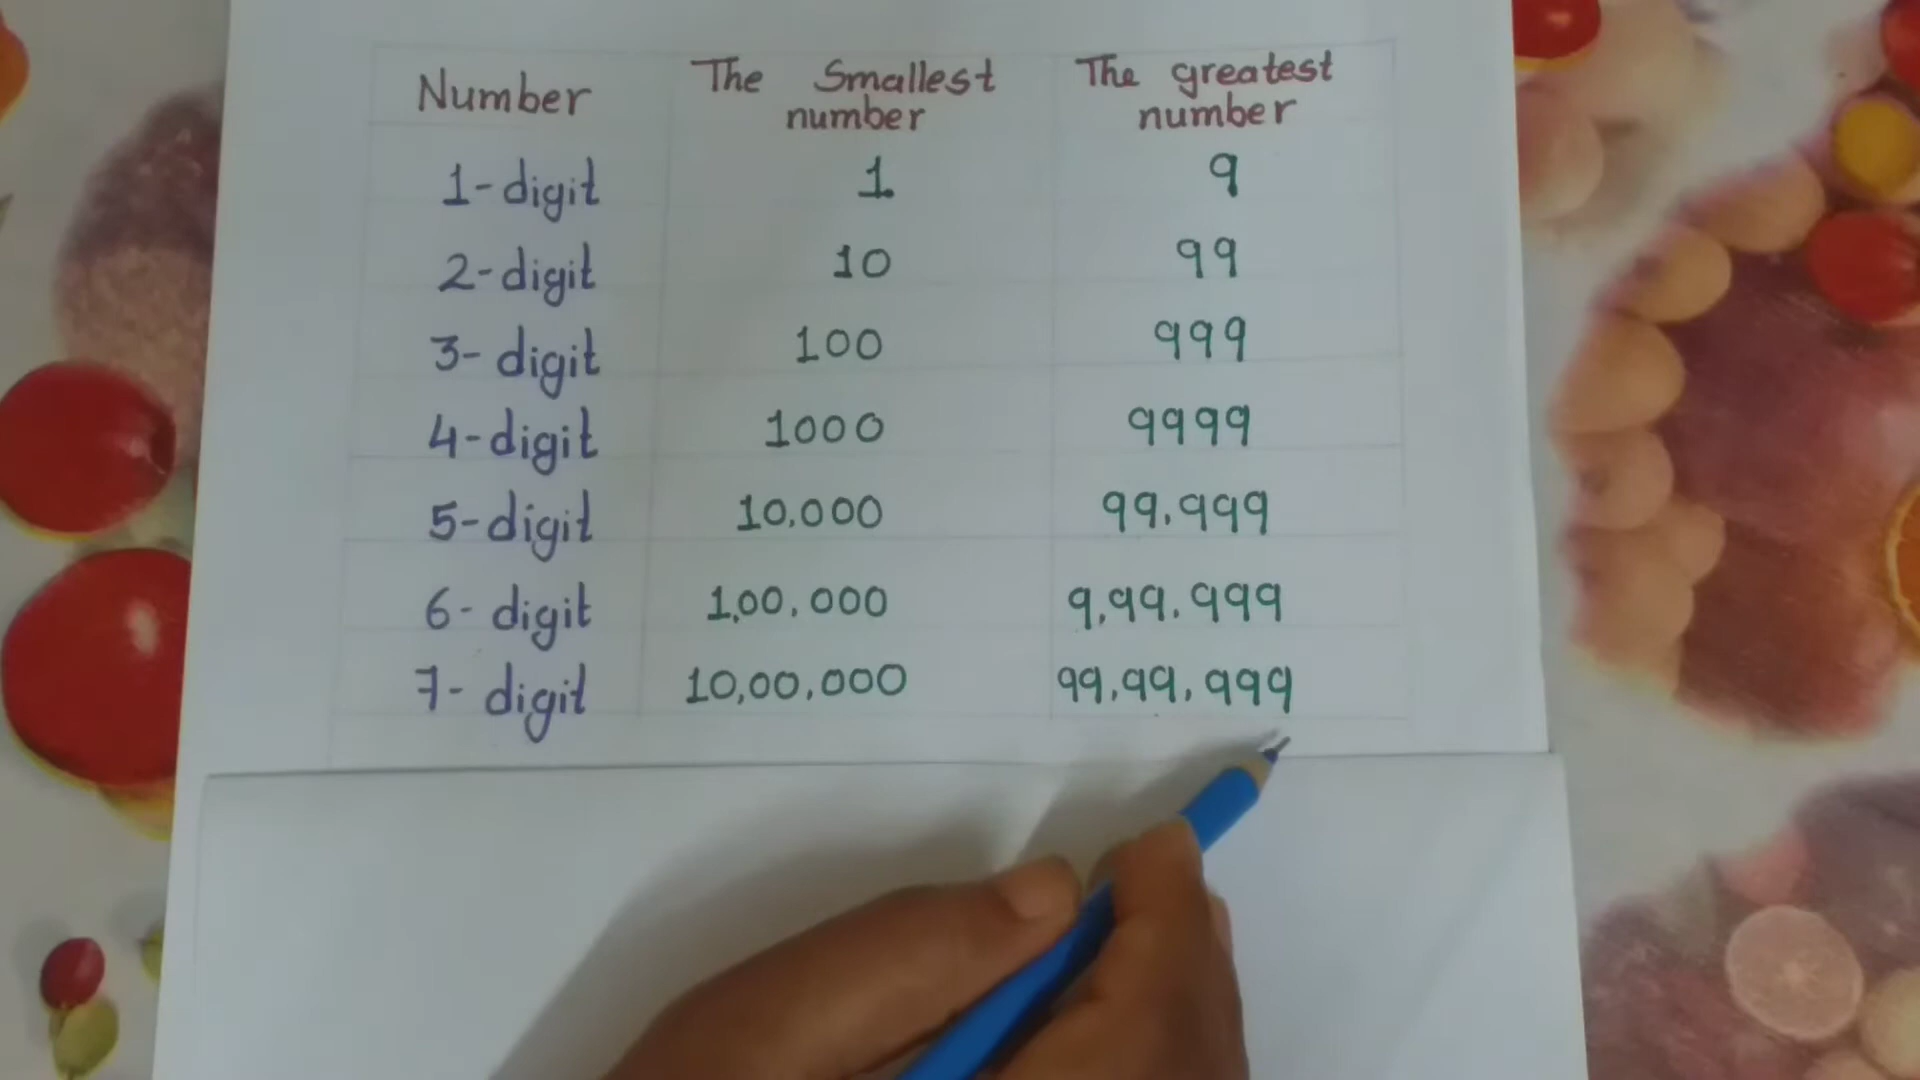 Number The Smallest number The greatest number
1-digit 1 9
2-digit 10 99
3-digit 100 999
4-digit 1000 9999
5-digit 10,000 99,999
6-digit 1,00,000 9,99,999
7-digit 10,00,000 99,99,999